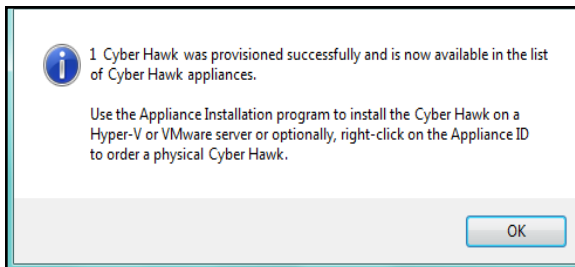 1 Cyber Hawk was provisioned successfully and is now available in the list
of Cyber Hawk appliances.
Use the Appliance Installation program to install the Cyber Hawk on a
Hyper-V or VMware server or optionally, right-click on the Appliance ID
to order a physical Cyber Hawk.
OK